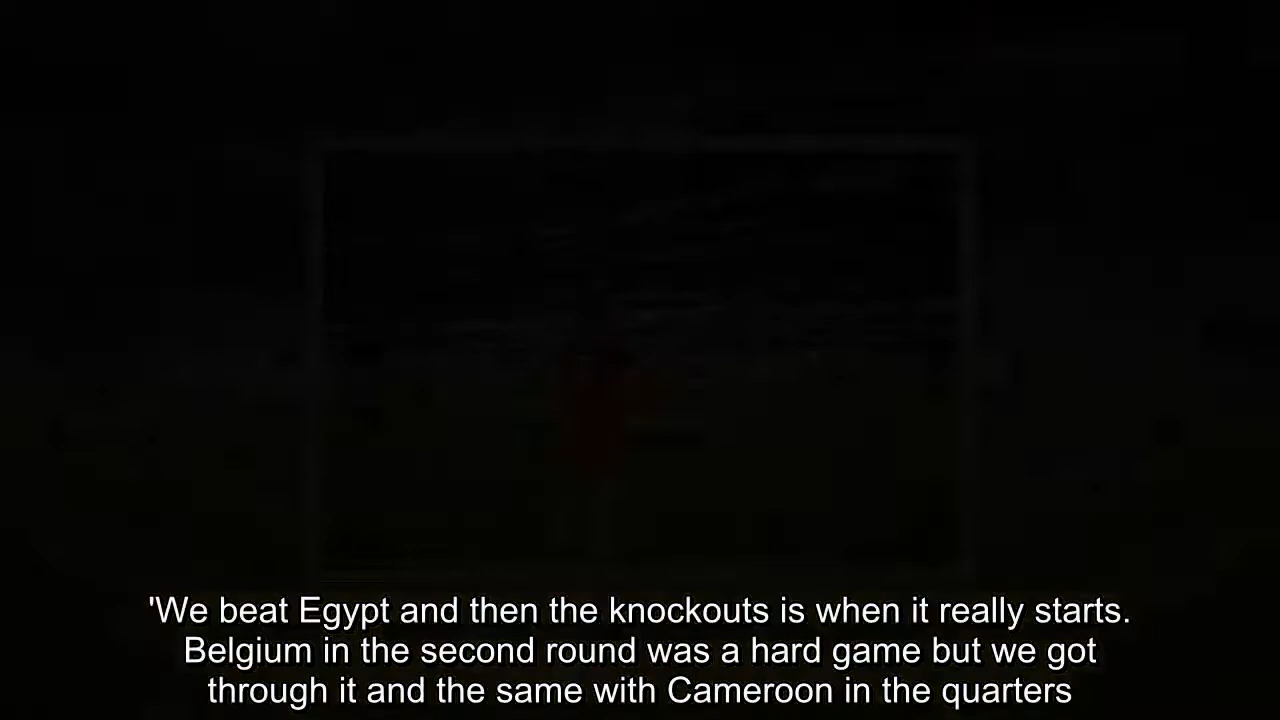 'We beat Egypt and then the knockouts is when it really starts.
Belgium in the second round was a hard game but we got
through it and the same with Cameroon in the quarters